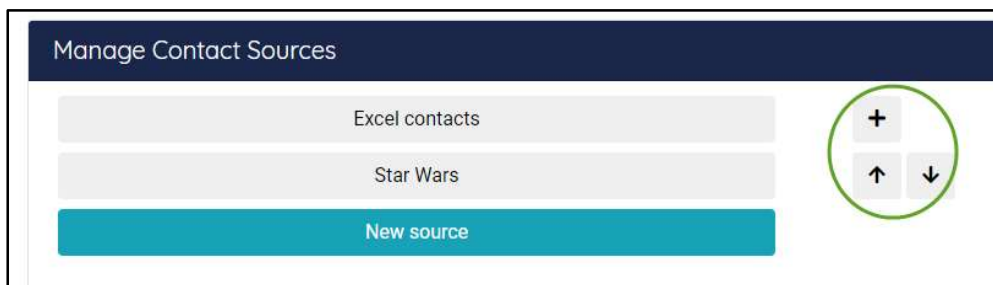 Manage Contact Sources
Excel contacts
Star Wars
New source